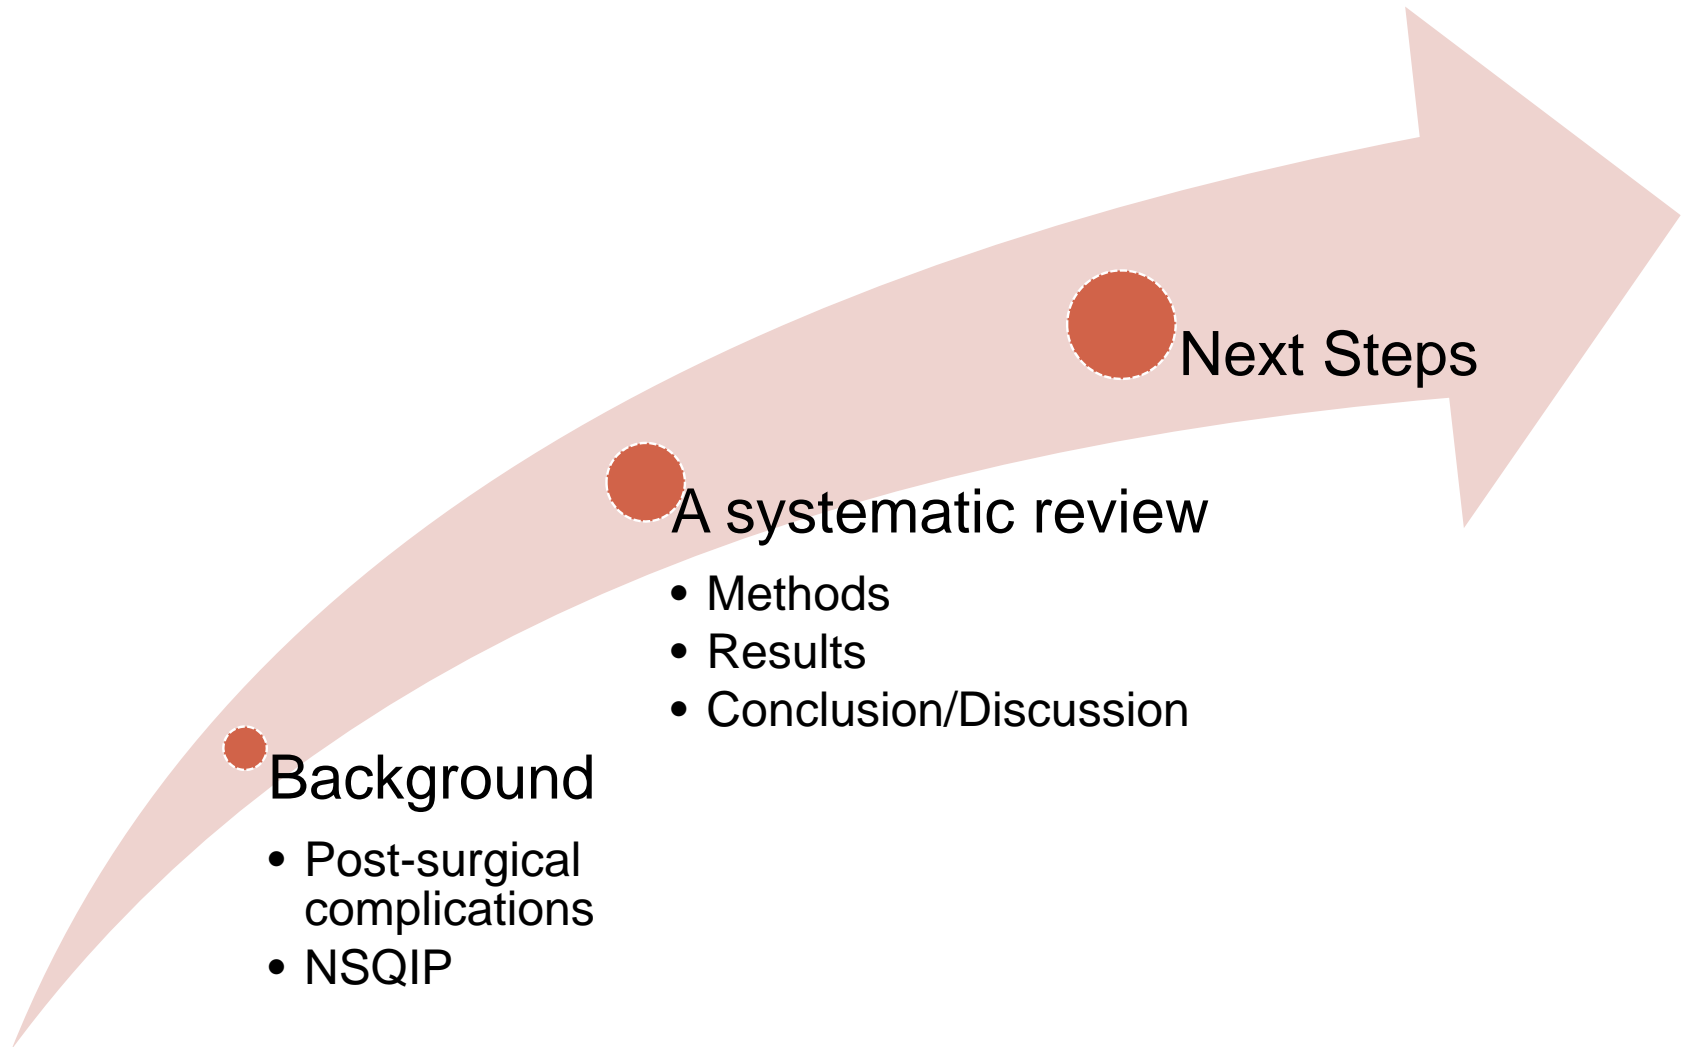 Next Steps
A systematic review
• Methods
• Results
• Conclusion/Discussion
Background
• Post-surgical
complications
• NSQIP